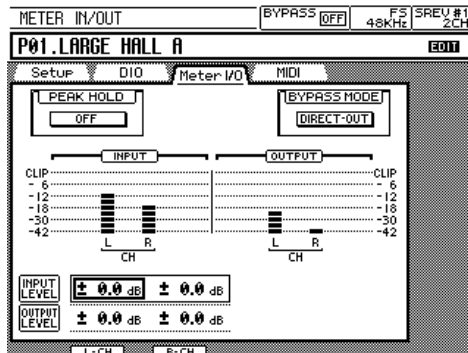 METER IN/OUT
BYPASS OFF
FS 48KHz
SREV #1 2CH
P01.LARGE HALL A
EDIT
Setup DIO Meter I/O MIDI
PEAK HOLD
OFF
BYPASS MODE
DIRECT-OUT
INPUT OUTPUT
CLIP CLIP
- 6 - 6
-12 -12
-18 -18
-30 -30
-42 -42
L R L R
CH CH
INPUT LEVEL ± 0.0 dB ± 0.0 dB
OUTPUT LEVEL ± 0.0 dB ± 0.0 dB
L-CH R-CH